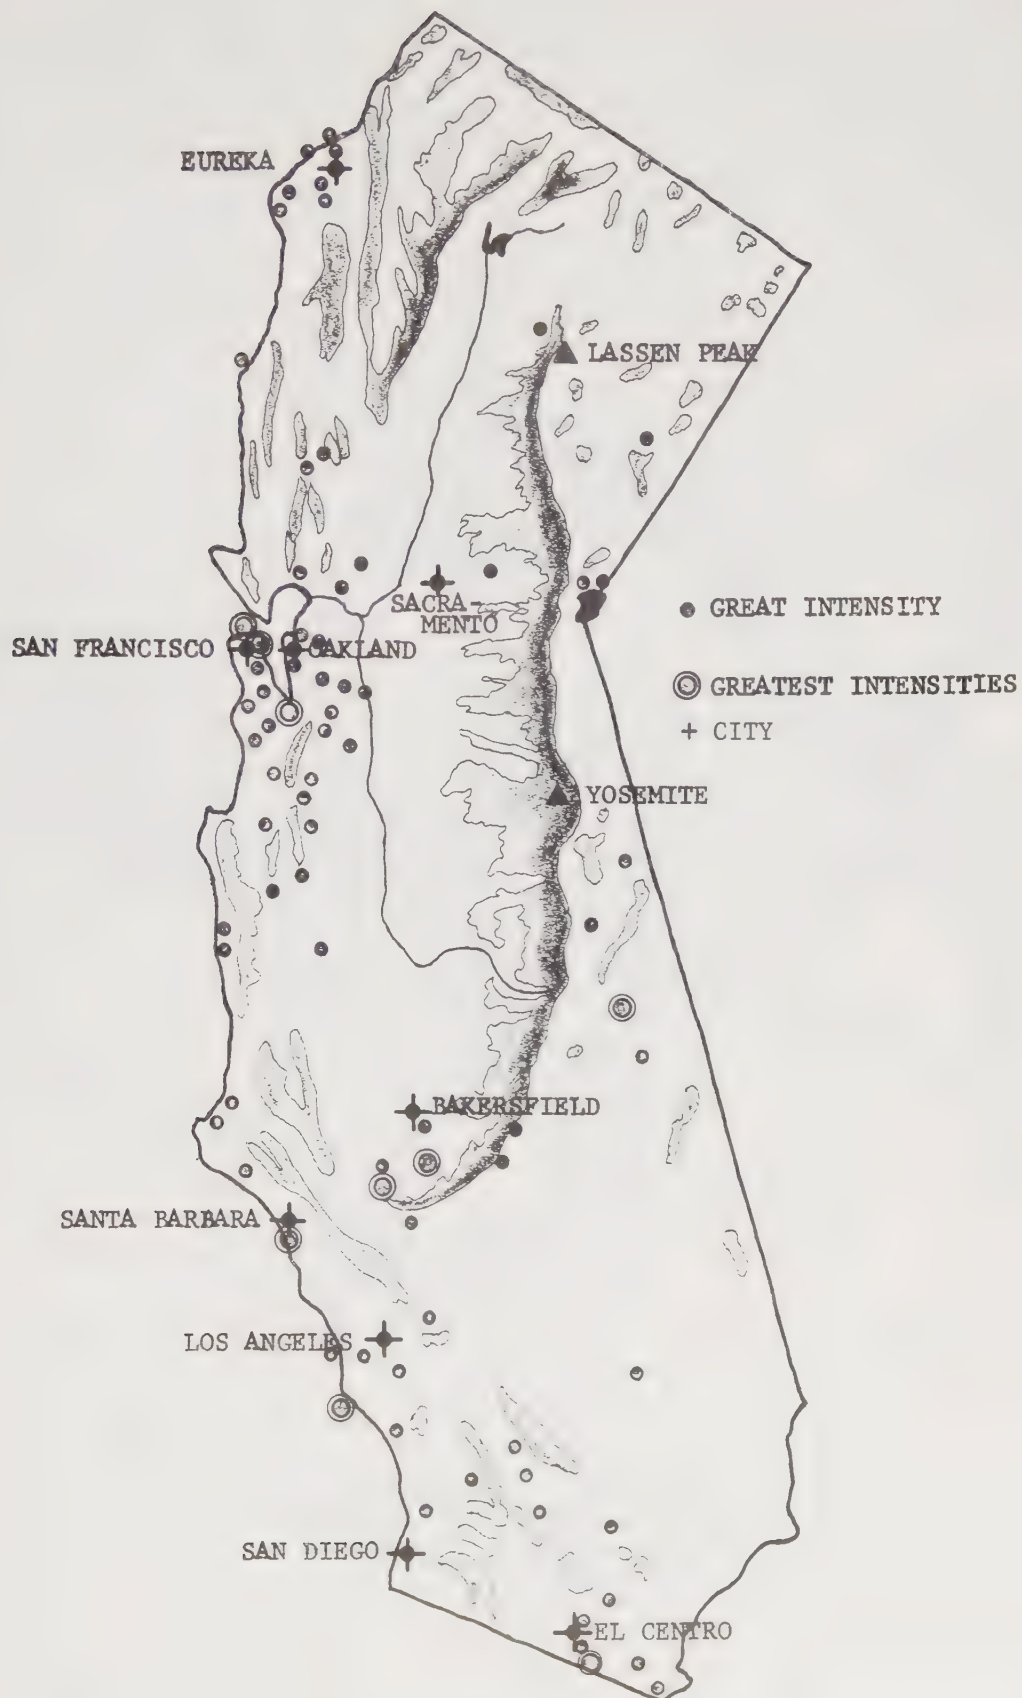 EUREKA
LASSEN PEAK
SACRA-
MENTO
GREAT INTENSITY
SAN FRANCISCO
OAKLAND
GREATEST INTENSITIES
CITY
YOSEMITE
BAKERSFIELD
SANTA BARBARA
LOS ANGELES
SAN DIEGO
EL CENTRO